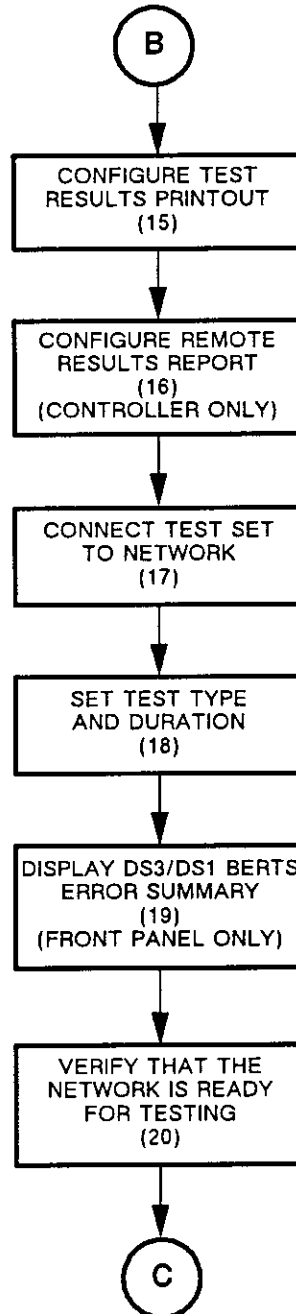 B
CONFIGURE TEST
RESULTS PRINTOUT
(15)
CONFIGURE REMOTE
RESULTS REPORT
(16)
(CONTROLLER ONLY)
CONNECT TEST SET
TO NETWORK
(17)
SET TEST TYPE
AND DURATION
(18)
DISPLAY DS3/DS1 BERTS
ERROR SUMMARY
(19)
(FRONT PANEL ONLY)
VERIFY THAT THE
NETWORK IS READY
FOR TESTING
(20)
C